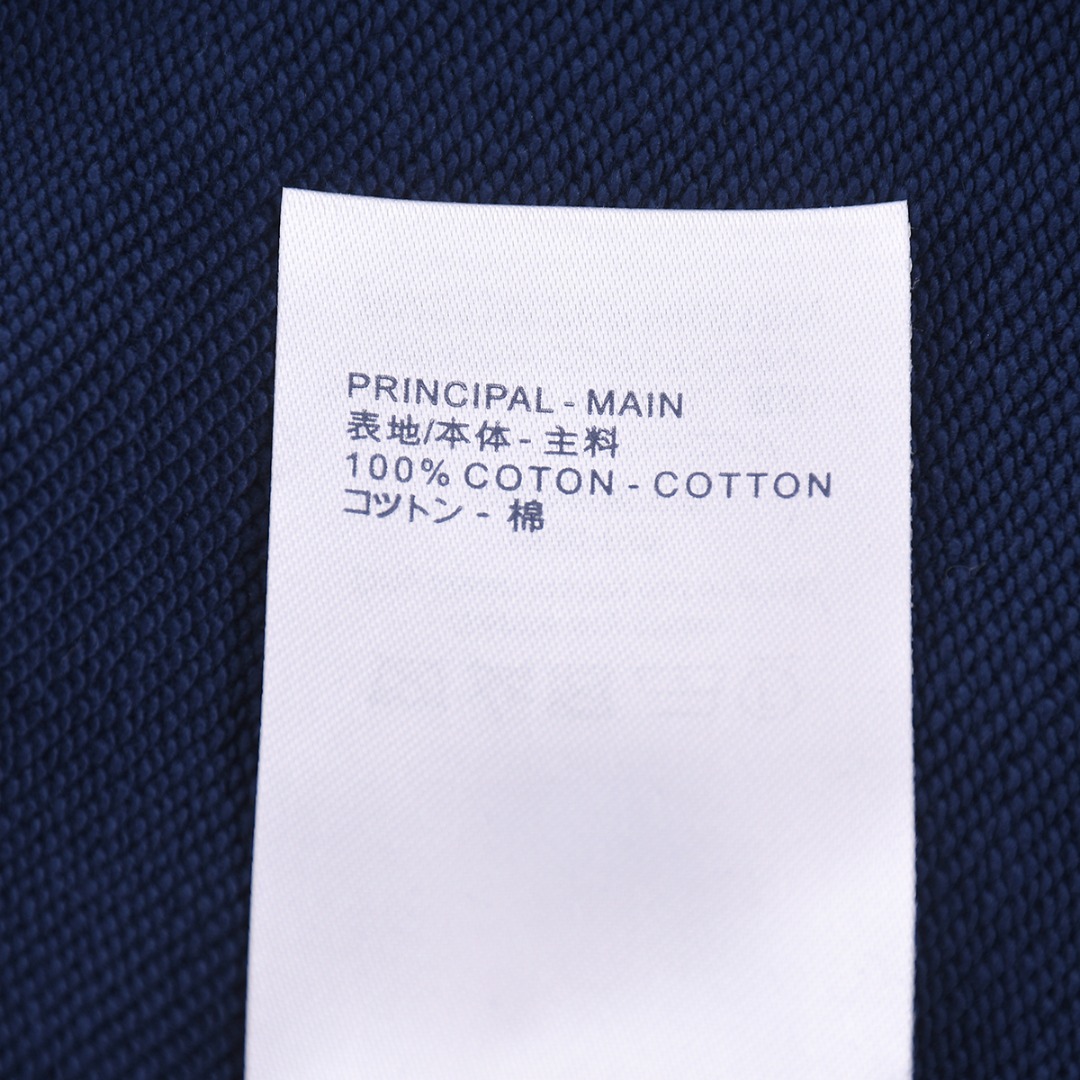 PRINCIPAL - MAIN
表地/本体 - 主料
100% COTON - COTTON
コットン - 棉